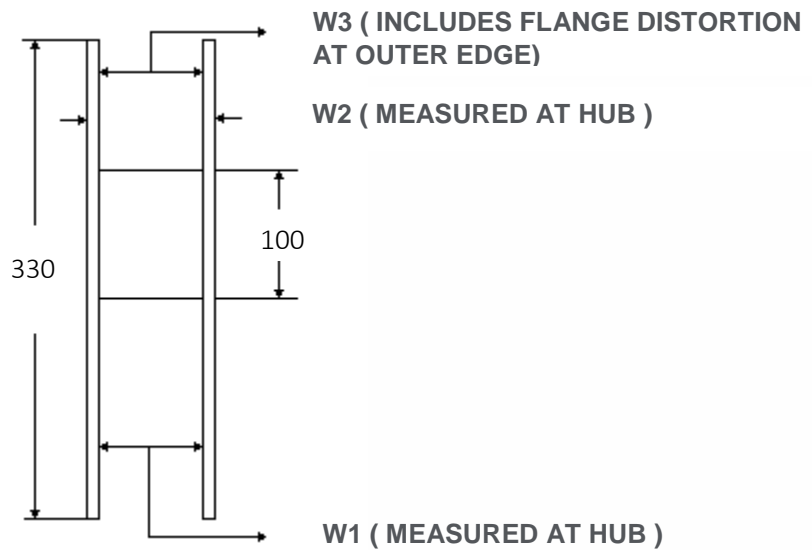 W3 ( INCLUDES FLANGE DISTORTION
AT OUTER EDGE)
W2 ( MEASURED AT HUB )
100
330
W1 ( MEASURED AT HUB )